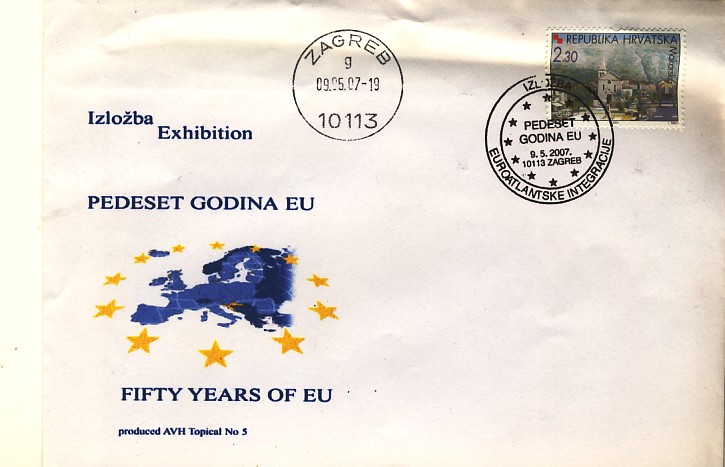 ZAGREB
g
09.05.07-19
10113
REPUBLIKA HRVATSKA
2.30
IZLOŽBA
PEDESET
GODINA EU
9. 5. 2007.
10113 ZAGREB
EUROATLANTSKE INTEGRACIJE
Izložba
Exhibition
PEDESET GODINA EU
FIFTY YEARS OF EU
produced AVH Topical No 5